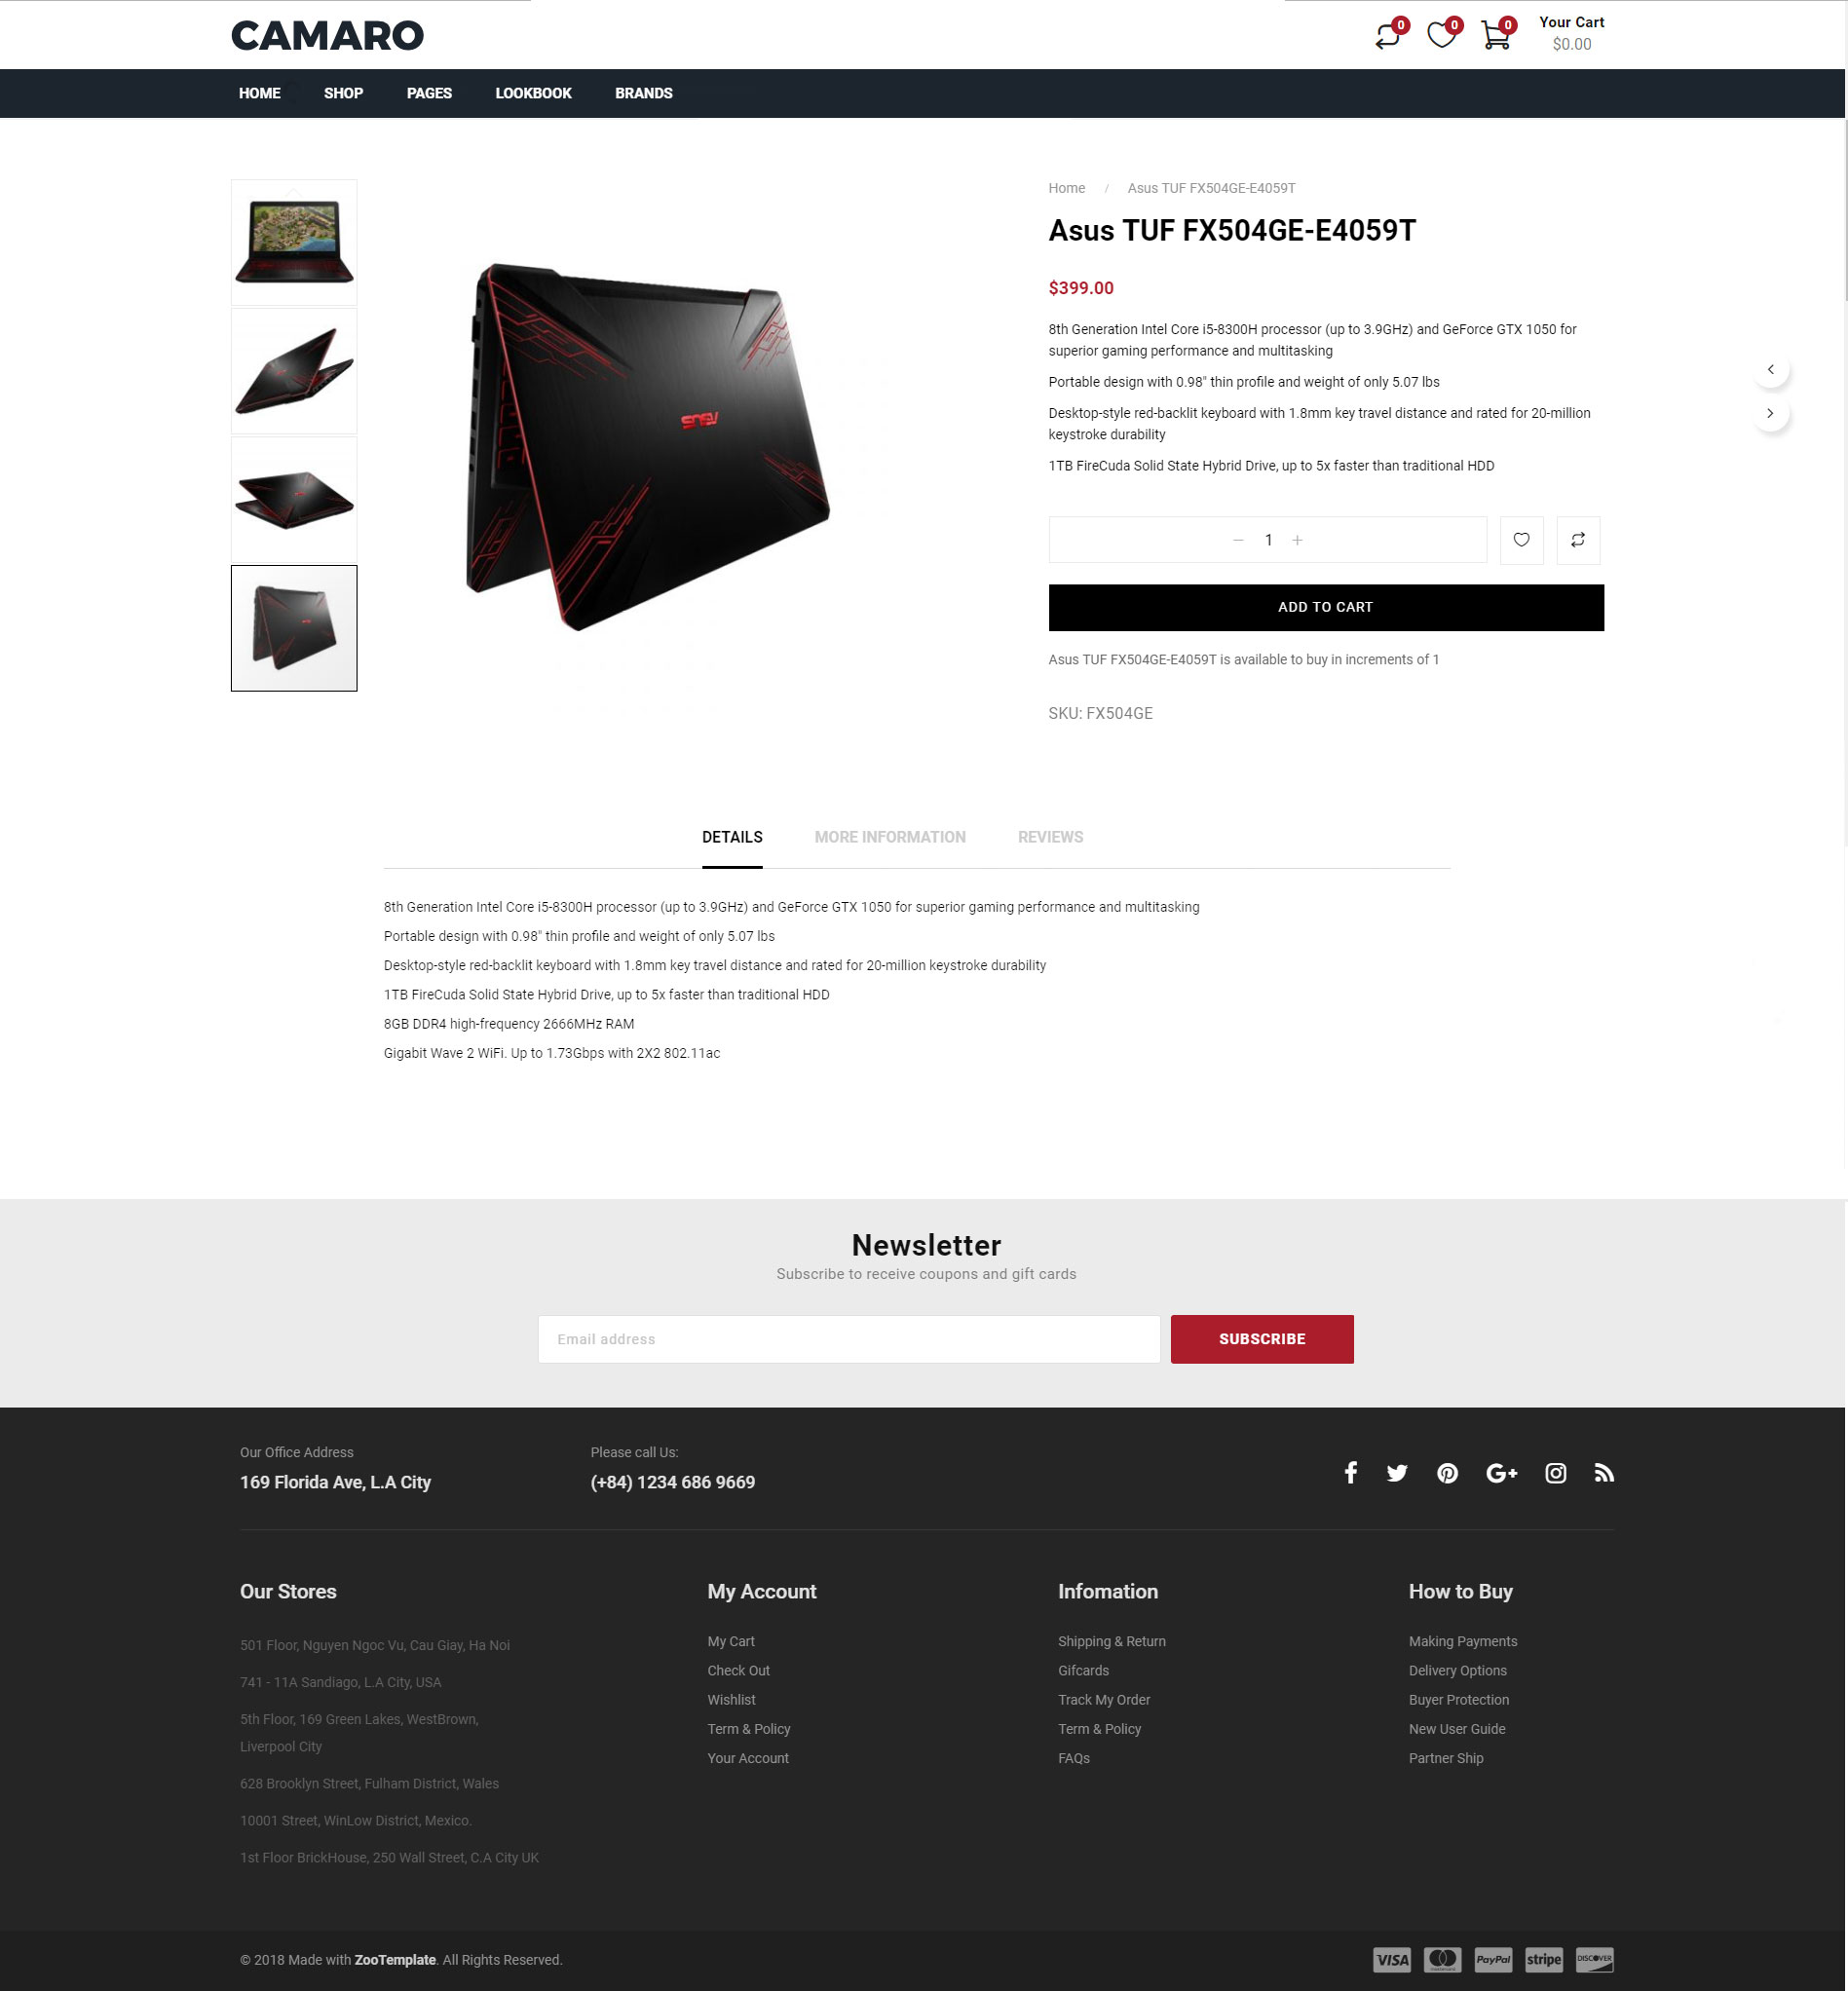 CAMARO
0
0
0
Your Cart
$0.00
HOME
SHOP
PAGES
LOOKBOOK
BRANDS
Home / Asus TUF FX504GE-E4059T
Asus TUF FX504GE-E4059T
$399.00
8th Generation Intel Core i5-8300H processor (up to 3.9GHz) and GeForce GTX 1050 for
superior gaming performance and multitasking
Portable design with 0.98" thin profile and weight of only 5.07 lbs
Desktop-style red-backlit keyboard with 1.8mm key travel distance and rated for 20-million
keystroke durability
1TB FireCuda Solid State Hybrid Drive, up to 5x faster than traditional HDD
ASUS
1
ADD TO CART
Asus TUF FX504GE-E4059T is available to buy in increments of 1
SKU: FX504GE
DETAILS
MORE INFORMATION
REVIEWS
8th Generation Intel Core i5-8300H processor (up to 3.9GHz) and GeForce GTX 1050 for superior gaming performance and multitasking
Portable design with 0.98" thin profile and weight of only 5.07 lbs
Desktop-style red-backlit keyboard with 1.8mm key travel distance and rated for 20-million keystroke durability
1TB FireCuda Solid State Hybrid Drive, up to 5x faster than traditional HDD
8GB DDR4 high-frequency 2666MHz RAM
Gigabit Wave 2 WiFi. Up to 1.73Gbps with 2X2 802.11ac
Newsletter
Subscribe to receive coupons and gift cards
Email address
SUBSCRIBE
Our Office Address
169 Florida Ave, L.A City
Please call Us:
(+84) 1234 686 9669
Our Stores
501 Floor, Nguyen Ngoc Vu, Cau Giay, Ha Noi
741 - 11A Sandiago, L.A City, USA
5th Floor, 169 Green Lakes, WestBrown,
Liverpool City
628 Brooklyn Street, Fulham District, Wales
10001 Street, WinLow District, Mexico.
1st Floor BrickHouse, 250 Wall Street, C.A City UK
My Account
My Cart
Check Out
Wishlist
Term & Policy
Your Account
Infomation
Shipping & Return
Gifcards
Track My Order
Term & Policy
FAQs
How to Buy
Making Payments
Delivery Options
Buyer Protection
New User Guide
Partner Ship
© 2018 Made with ZooTemplate. All Rights Reserved.
VISA
PayPal
stripe
DISCOVER